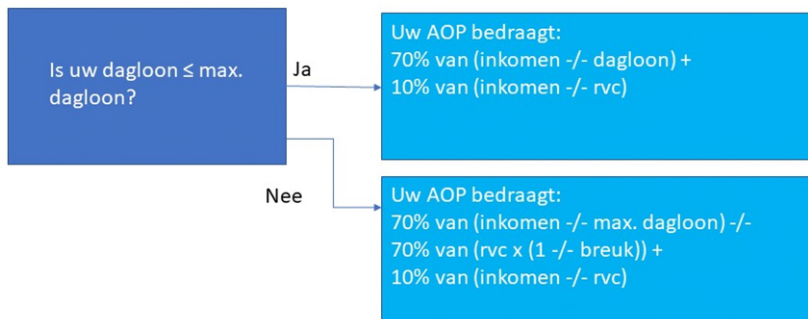 Is uw dagloon ≤ max.
dagloon?
Ja
Uw AOP bedraagt:
70% van (inkomen -/- dagloon) +
10% van (inkomen -/- rvc)
Nee
Uw AOP bedraagt:
70% van (inkomen -/- max. dagloon) -/-
70% van (rvc x (1 -/- breuk)) +
10% van (inkomen -/- rvc)